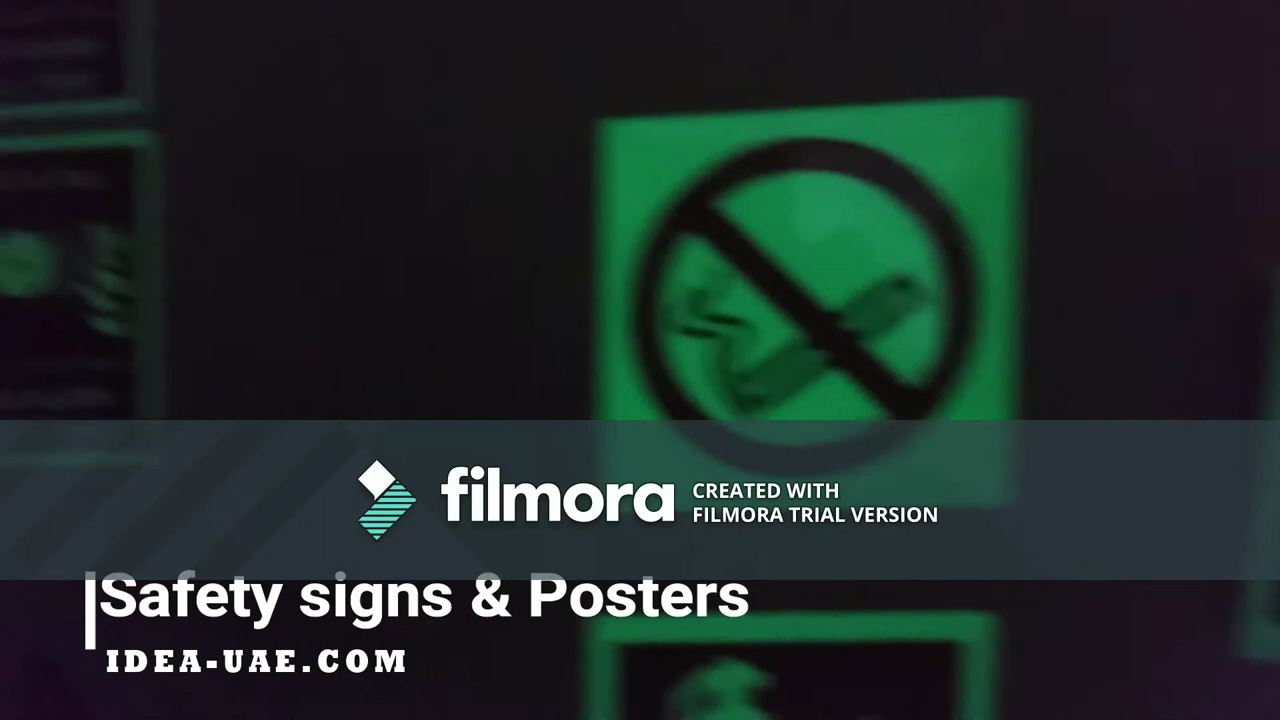 filmora
CREATED WITH
FILMORA TRIAL VERSION
Safety signs & Posters
IDEA-UAE.COM